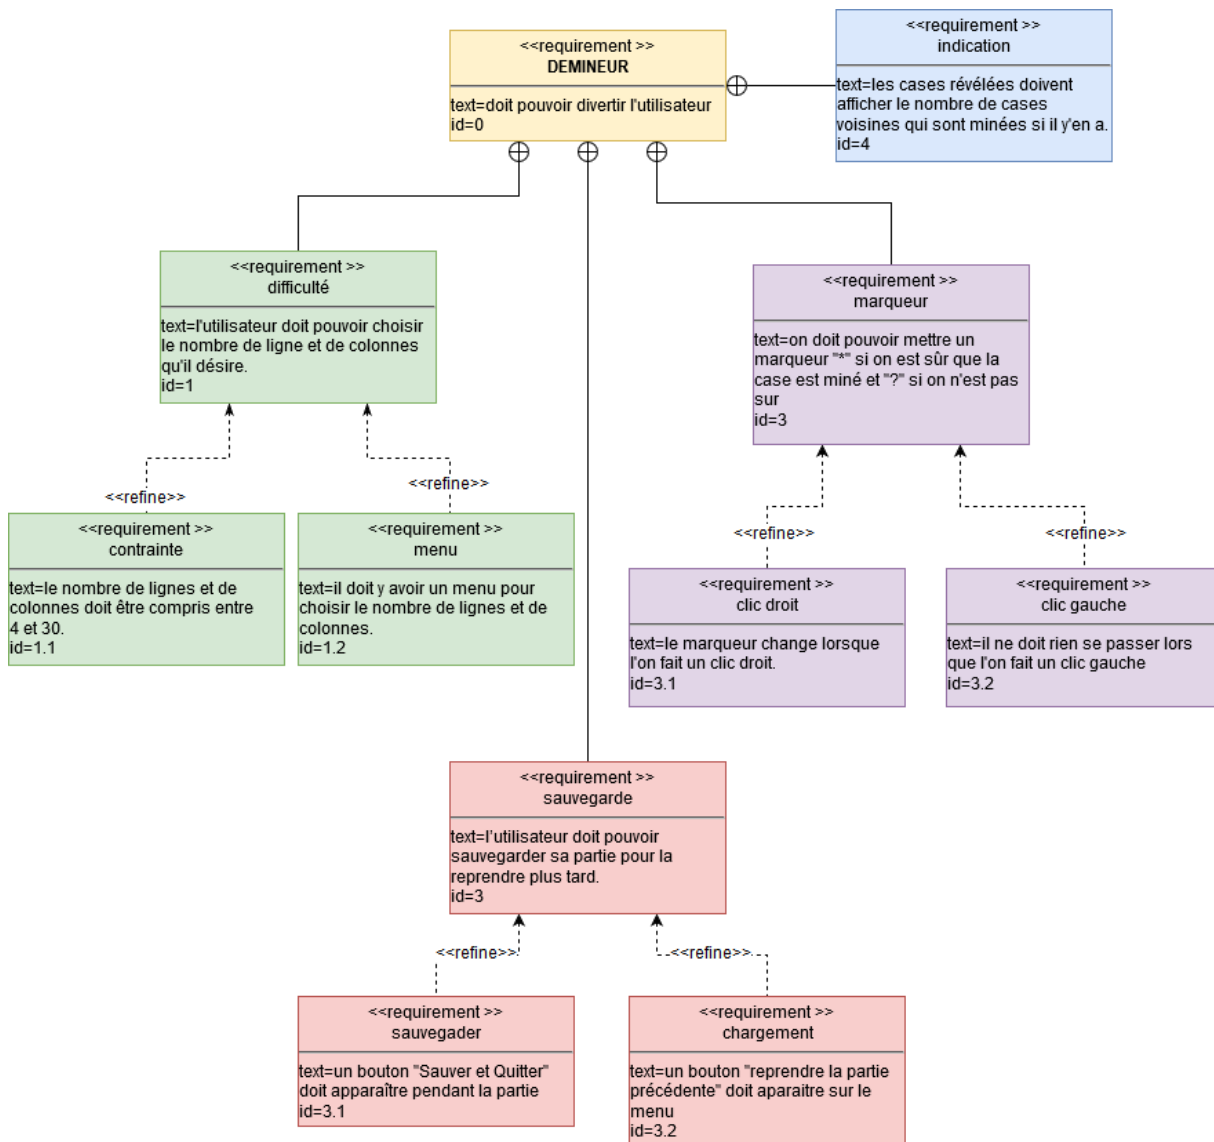 <<requirement >>
DEMINEUR
text=doit pouvoir divertir l'utilisateur
id=0
<<requirement >>
indication
text=les cases révélées doivent
afficher le nombre de cases
voisines qui sont minées si il y'en a.
id=4
<<requirement >>
difficulté
text=l'utilisateur doit pouvoir choisir
le nombre de ligne et de colonnes
qu'il désire.
id=1
<<requirement >>
marqueur
text=on doit pouvoir mettre un
marqueur "*" si on est sûr que la
case est miné et "?" si on n'est pas
sur
id=3
<<refine>>
<<refine>>
<<refine>>
<<refine>>
<<requirement >>
contrainte
text=le nombre de lignes et de
colonnes doit être compris entre
4 et 30.
id=1.1
<<requirement >>
menu
text=il doit y avoir un menu pour
choisir le nombre de lignes et de
colonnes.
id=1.2
<<requirement >>
clic droit
text=le marqueur change lorsque
l'on fait un clic droit.
id=3.1
<<requirement >>
clic gauche
text=il ne doit rien se passer lors
que l'on fait un clic gauche
id=3.2
<<requirement >>
sauvegarde
text=l'utilisateur doit pouvoir
sauvegarder sa partie pour la
reprendre plus tard.
id=3
<<refine>>
<<refine>>
<<requirement >>
sauvegader
text=un bouton "Sauver et Quitter"
doit apparaître pendant la partie
id=3.1
<<requirement >>
chargement
text=un bouton "reprendre la partie
précédente" doit aparaitre sur le
menu
id=3.2